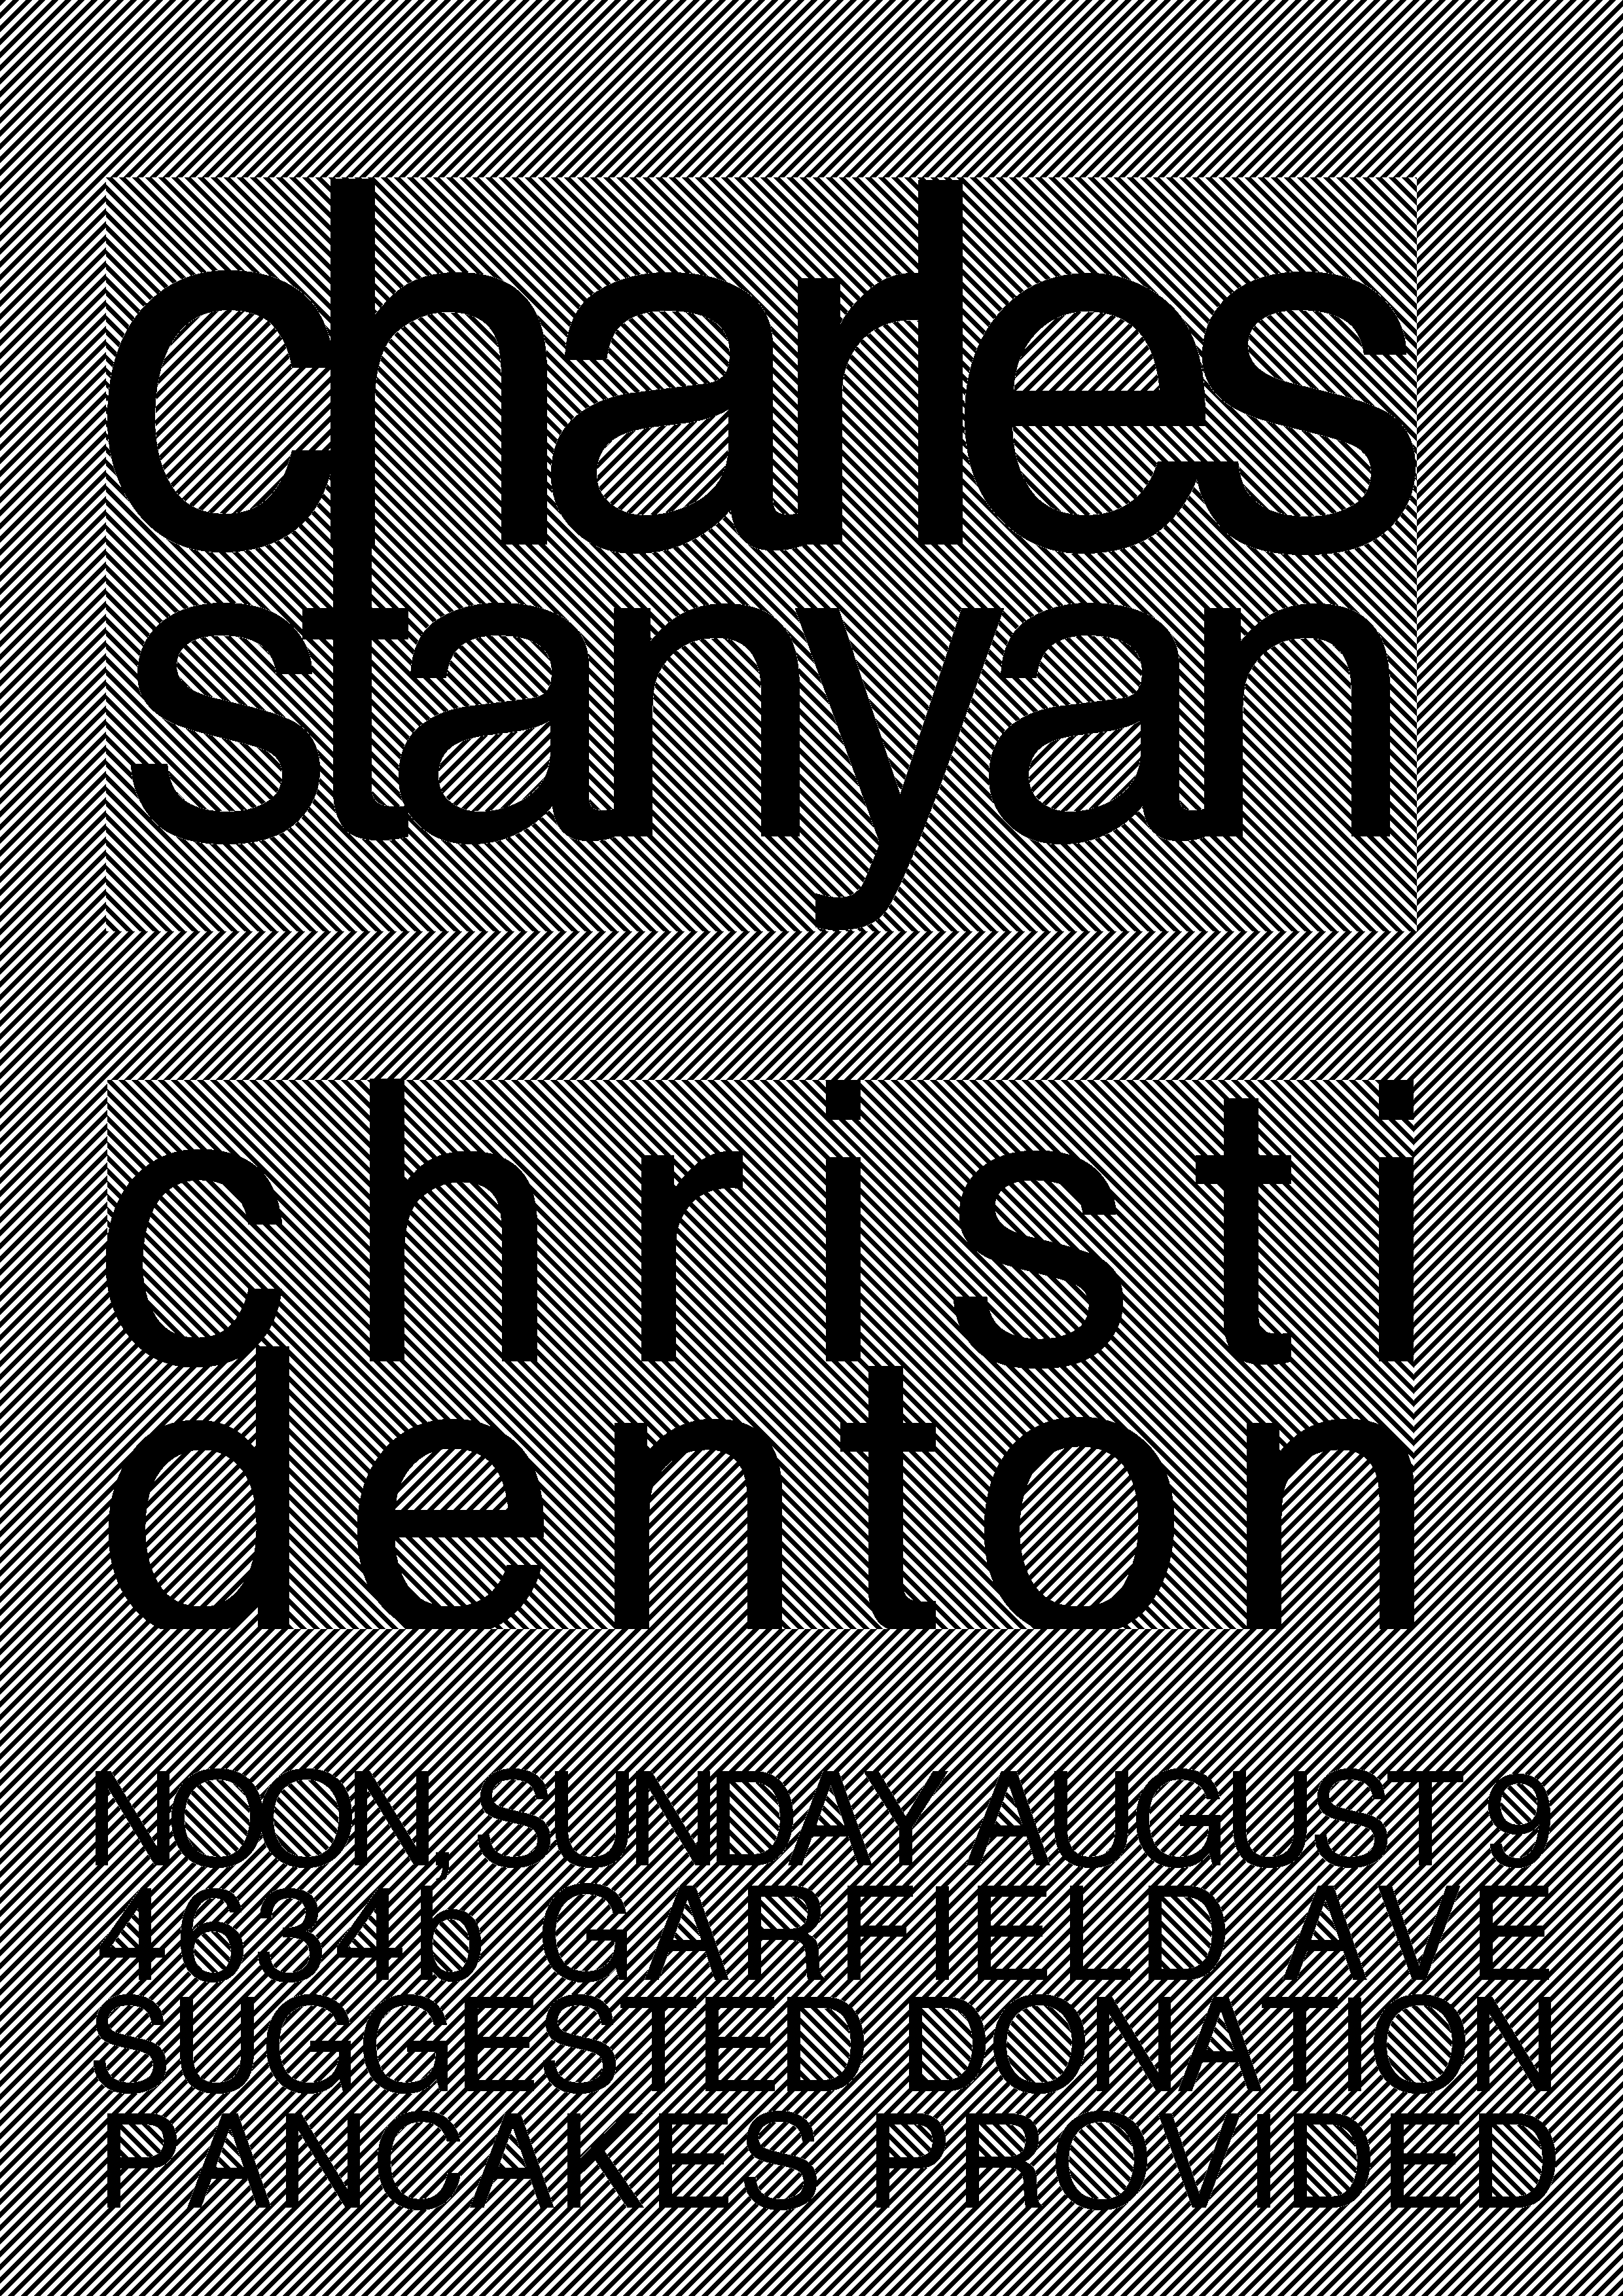 charles
stanyan
christi
denton
NOON, SUNDAY AUGUST 9
4634b GARFIELD AVE
SUGGESTED DONATION
PANCAKES PROVIDED